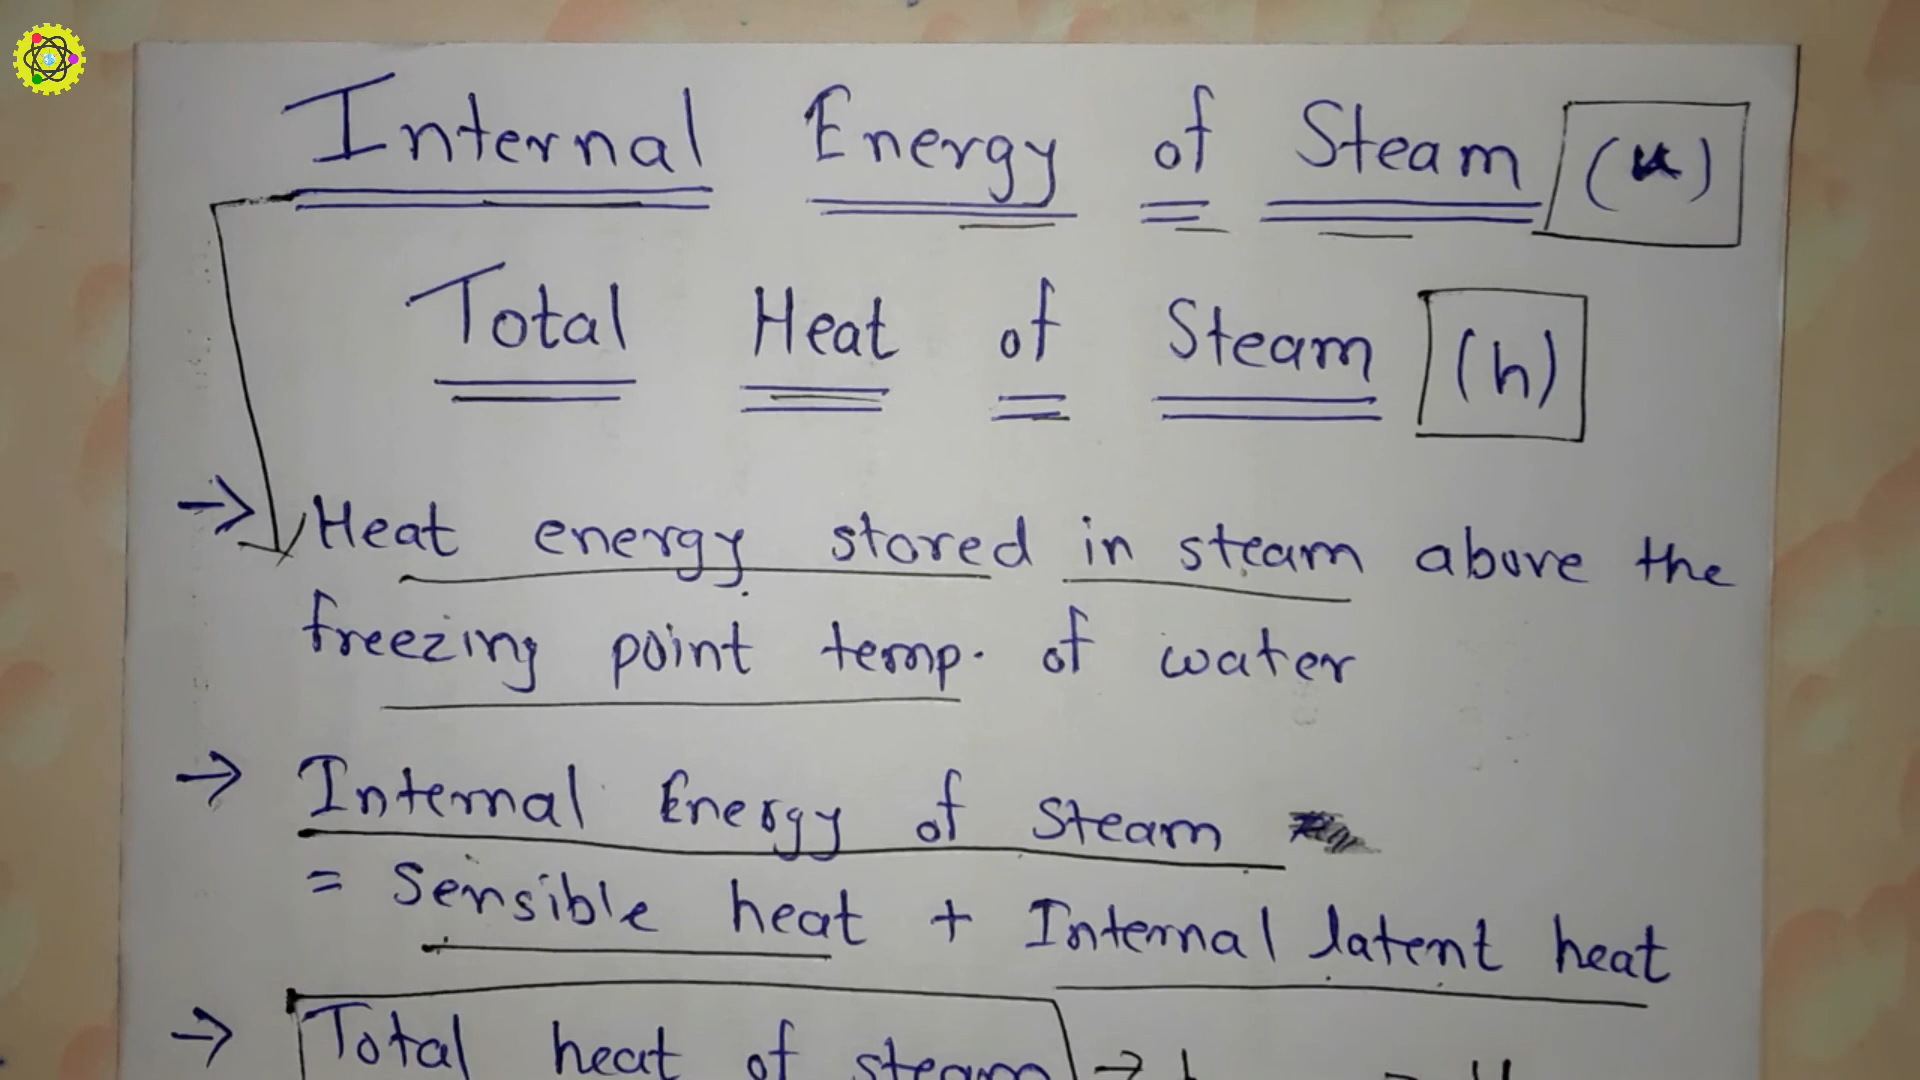 Internal Energy of Steam (u)
Total Heat of Steam (h)
→ Heat energy stored in steam above the
freezing point temp. of water
→ Internal Energy of steam
= Sensible heat + Internal latent heat
→ Total heat of steam →